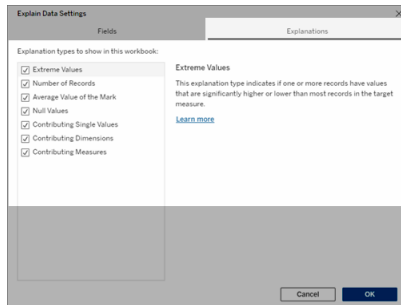 Explain Data Settings
Fields
Explanations
Explanation types to show in this workbook:
Extreme Values
Number of Records
Average Value of the Mark
Null Values
Contributing Single Values
Contributing Dimensions
Contributing Measures
Extreme Values
This explanation type indicates if one or more records have values
that are significantly higher or lower than most records in the target
measure.
Learn more
Cancel
OK